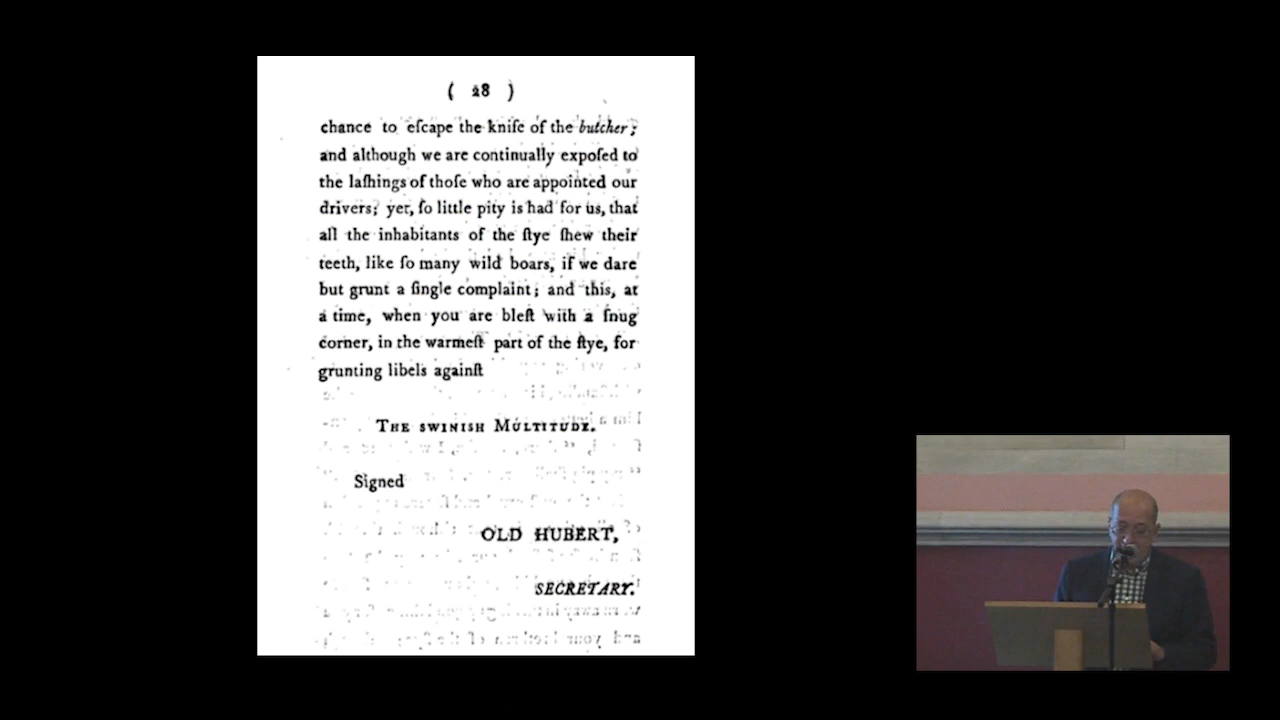 ( 28 )
chance to eſcape the knife of the butcher;
and although we are continually expoſed to
the laſhings of thoſe who are appointed our
drivers; yet, ſo little pity is had for us, that
all the inhabitants of the ſtye ſhew their
teeth, like ſo many wild boars, if we dare
but grunt a ſingle complaint; and this, at
a time, when you are bleſt with a ſnug
corner, in the warmeſt part of the ſtye, for
grunting libels againſt
THE SWINISH MULTITUDE.
Signed
OLD HUBERT,
SECRETARY.